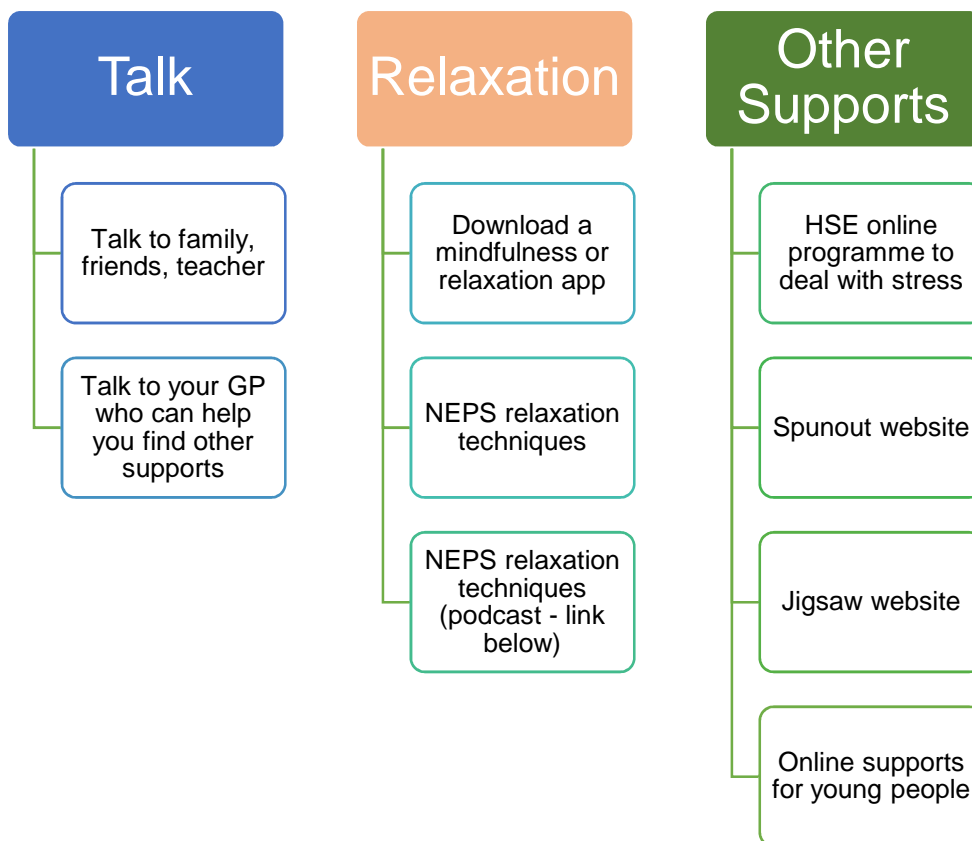 Talk
Talk to family,
friends, teacher
Talk to your GP
who can help
you find other
supports
Relaxation
Download a
mindfulness or
relaxation app
NEPS relaxation
techniques
NEPS relaxation
techniques
(podcast - link
below)
Other
Supports
HSE online
programme to
deal with stress
Spunout website
Jigsaw website
Online supports
for young people